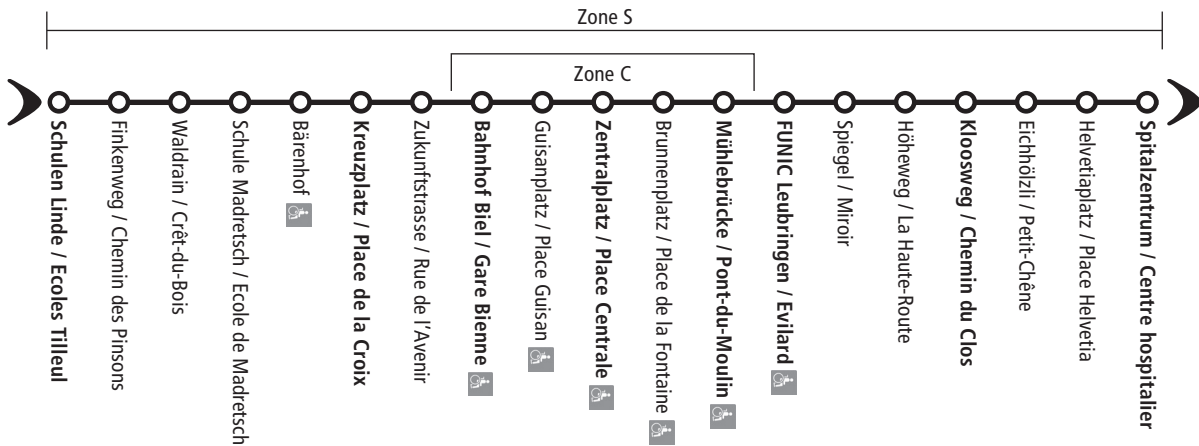 Zone S
Zone C
Schulen Linde / Ecoles Tilleul
Finkenweg / Chemin des Pinsons
Waldrain / Crêt-du-Bois
Schule Madretsch / Ecole de Madretsch
Bärenhof
Kreuzplatz / Place de la Croix
Zukunftstrasse / Rue de l'Avenir
Bahnhof Biel / Gare Bienne
Guisanplatz / Place Guisan
Zentralplatz / Place Centrale
Brunnenplatz / Place de la Fontaine
Mühlebrücke / Pont-du-Moulin
FUNIC Leubringen / Evilard
Spiegel / Miroir
Höheweg / La Haute-Route
Kloosweg / Chemin du Clos
Eichhölzli / Petit-Chêne
Helvetiaplatz / Place Helvetia
Spitalzentrum / Centre hospitalier